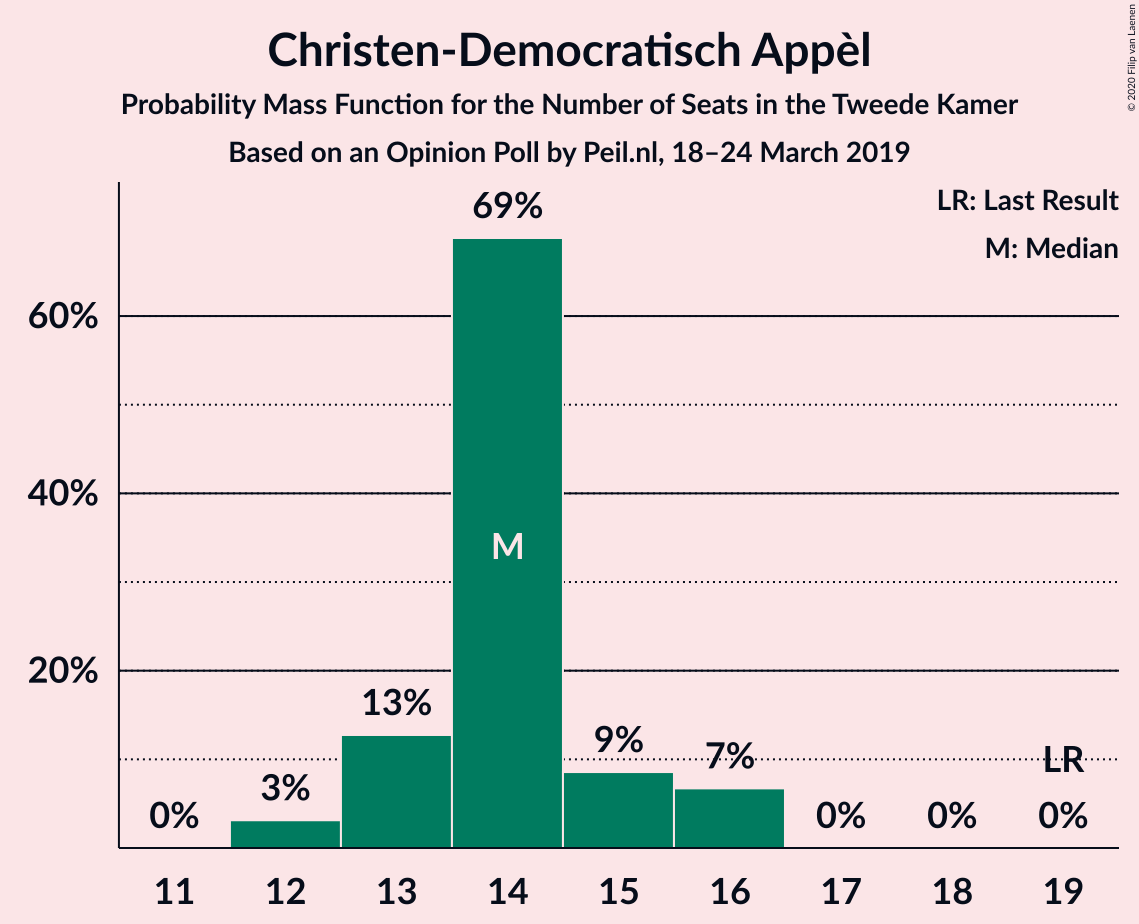 Christen-Democratisch Appèl
Probability Mass Function for the Number of Seats in the Tweede Kamer
Based on an Opinion Poll by Peil.nl, 18–24 March 2019
© 2020 Filip van Laenen
LR: Last Result
M: Median
60%
40%
20%
0%
3%
13%
69%
M
9%
7%
0%
0%
LR
0%
11 12 13 14 15 16 17 18 19